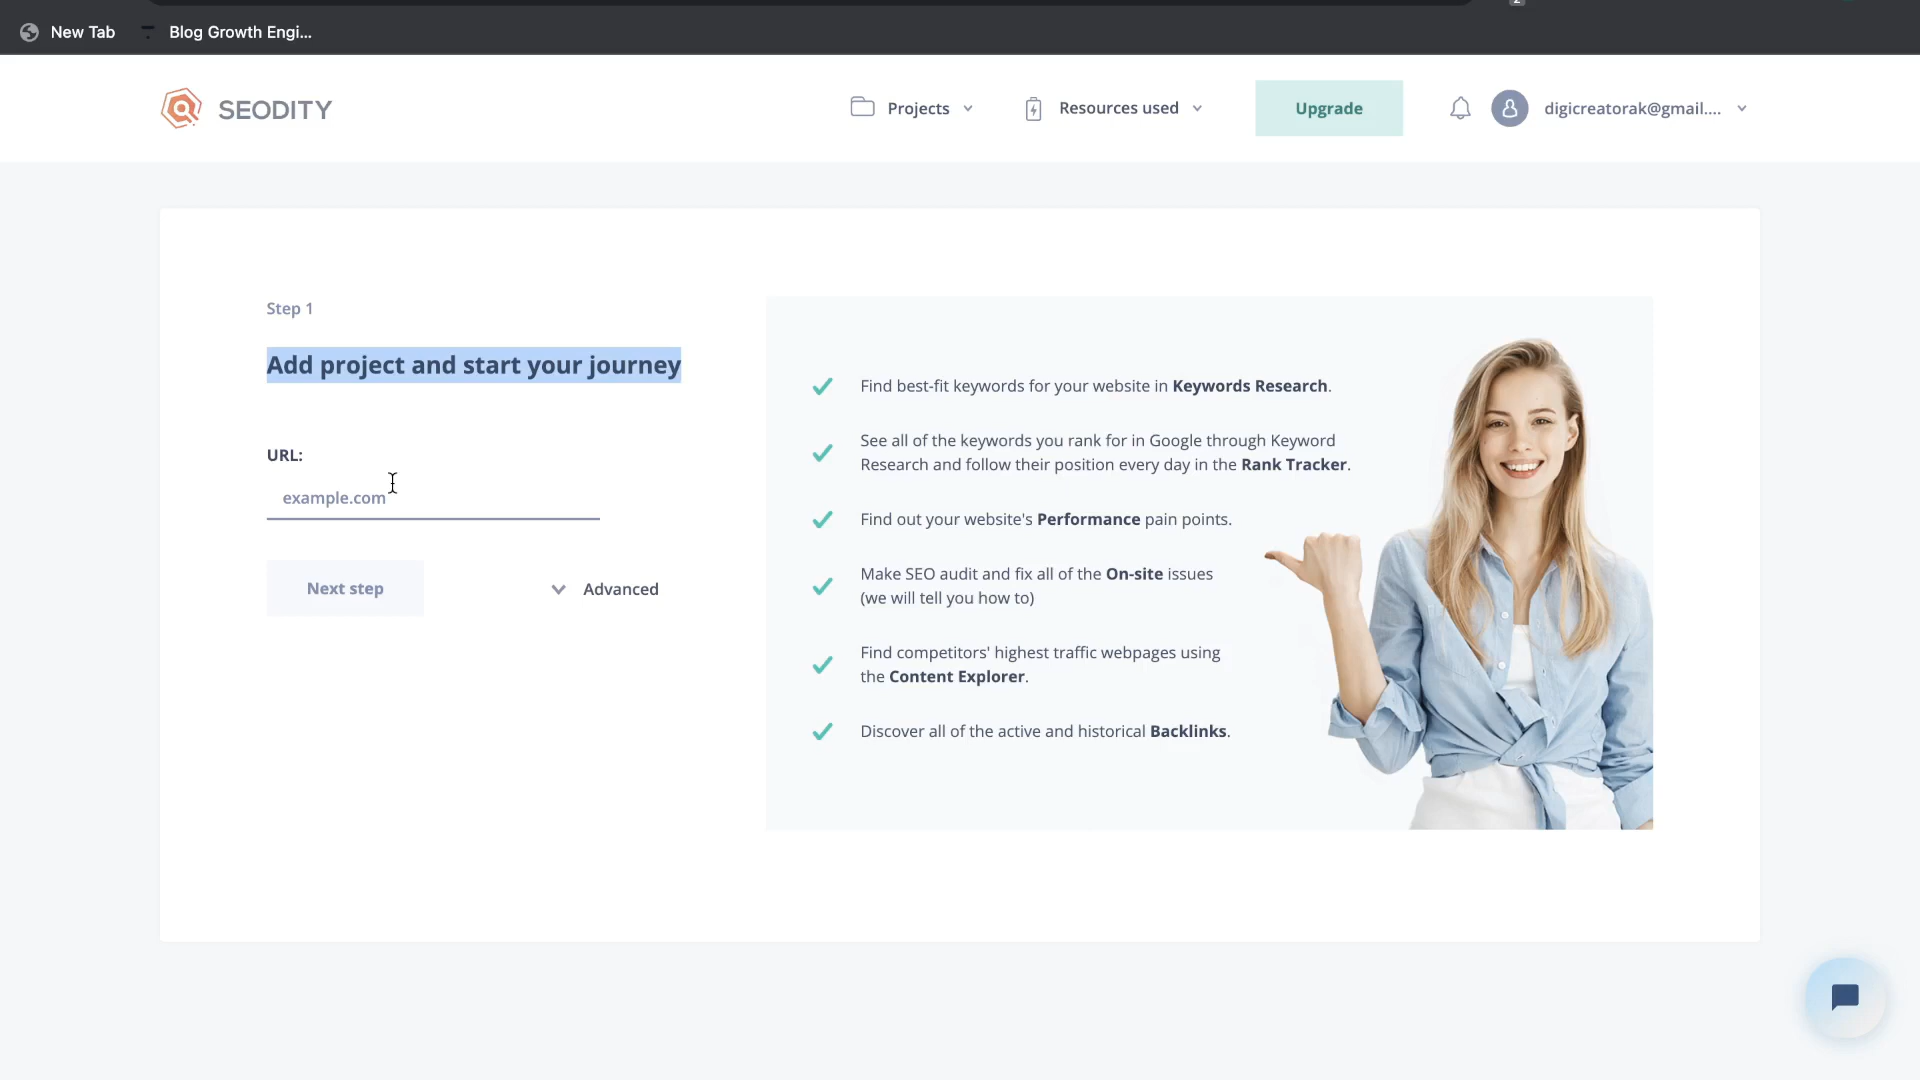 New Tab
Blog Growth Engi...
SEODITY
Projects
Resources used
Upgrade
digicreatorak@gmail....
Step 1
Add project and start your journey
URL:
example.com
Next step
Advanced
Find best-fit keywords for your website in Keywords Research.
See all of the keywords you rank for in Google through Keyword
Research and follow their position every day in the Rank Tracker.
Find out your website's Performance pain points.
Make SEO audit and fix all of the On-site issues
(we will tell you how to)
Find competitors' highest traffic webpages using
the Content Explorer.
Discover all of the active and historical Backlinks.